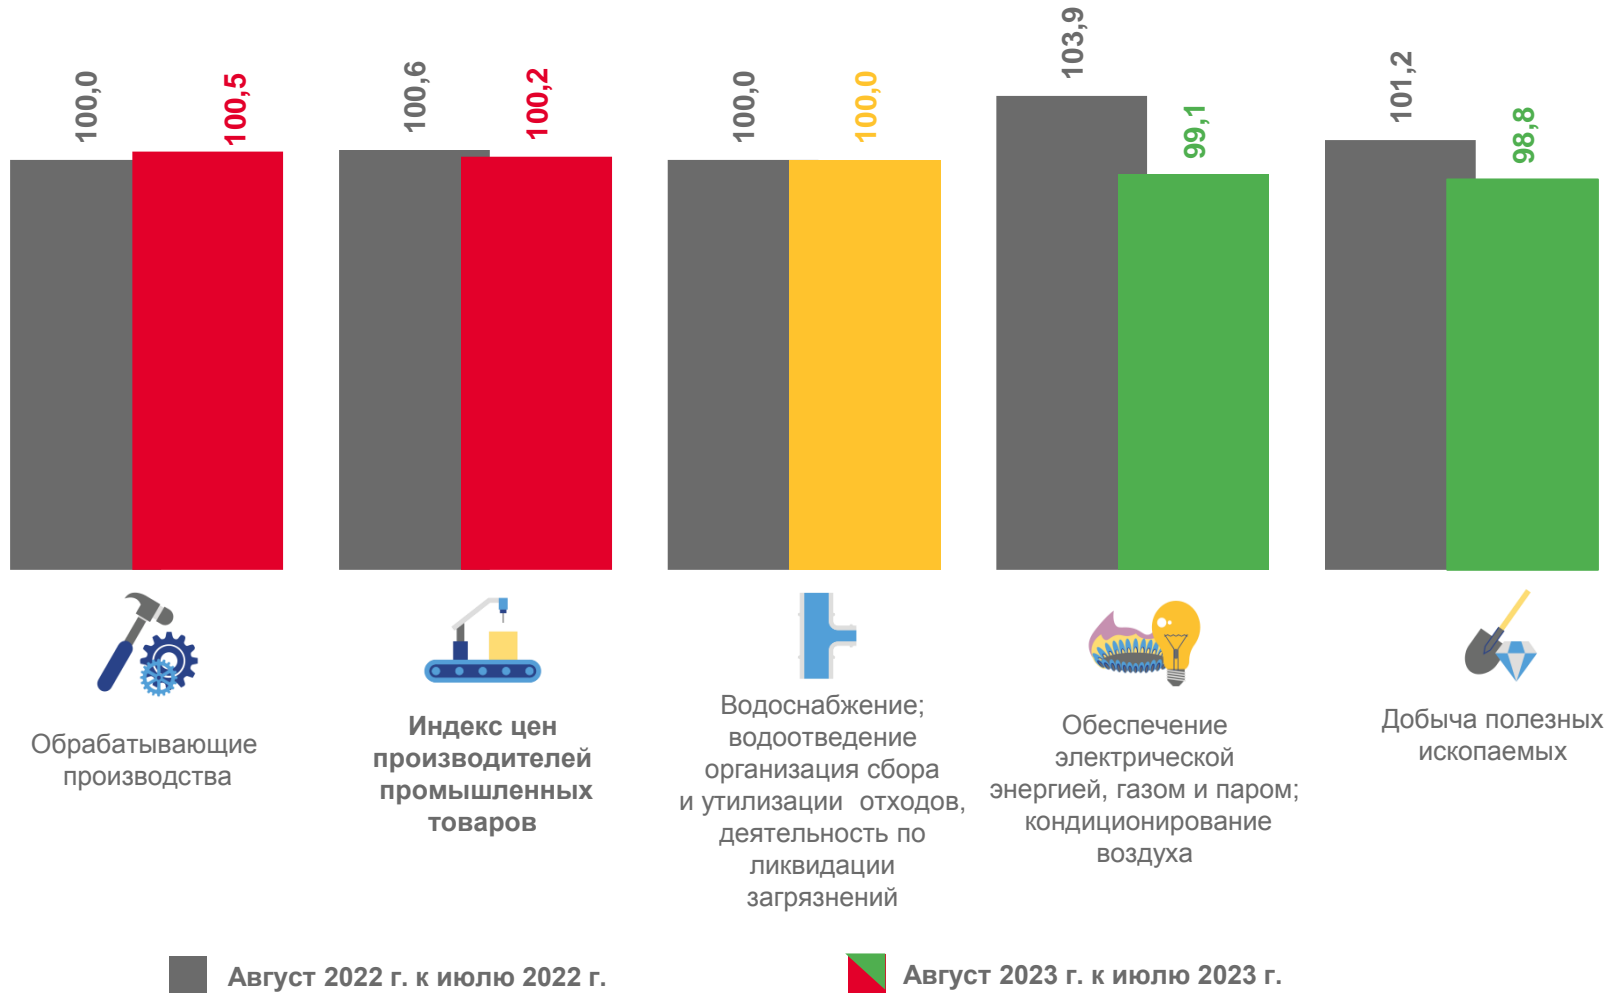 100,0
100,5
100,6
100,2
100,0
100,0
103,9
99,1
101,2
98,8
Обрабатывающие
производства
Индекс цен
производителей
промышленных
товаров
Водоснабжение;
водоотведение
организация сбора
и утилизации отходов,
деятельность по
ликвидации
загрязнений
Обеспечение
электрической
энергией, газом и паром;
кондиционирование
воздуха
Добыча полезных
ископаемых
Август 2022 г. к июлю 2022 г.
Август 2023 г. к июлю 2023 г.